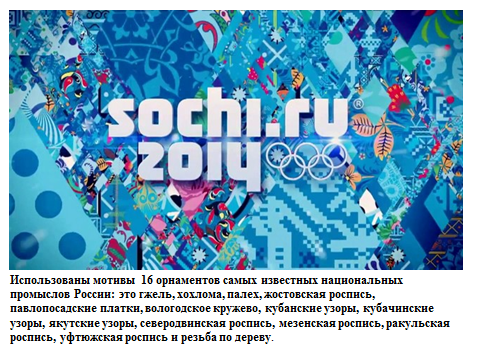 sochi.ru
2014
Использованы мотивы 16 орнаментов самых известных национальных
промыслов России: это гжель, хохлома, палех, жостовская роспись,
павлопосадские платки, вологодское кружево, кубанские узоры, кубачинские
узоры, якутские узоры, северодвинская роспись, мезенская роспись, ракульская
роспись, уфтюжская роспись и резьба по дереву.